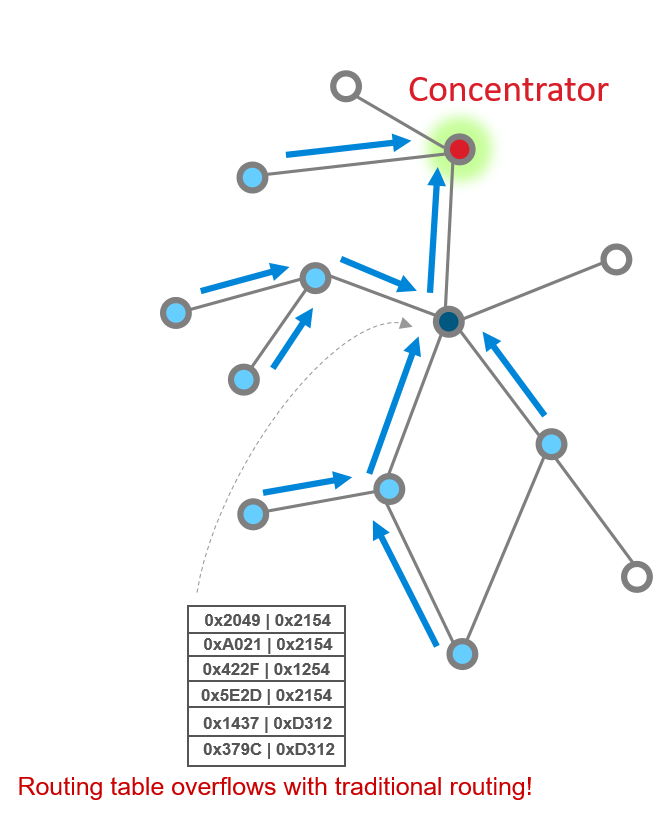 Concentrator
0x2049 | 0x2154
0xA021 | 0x2154
0x422F | 0x1254
0x5E2D | 0x2154
0x1437 | 0xD312
0x379C | 0xD312
Routing table overflows with traditional routing!